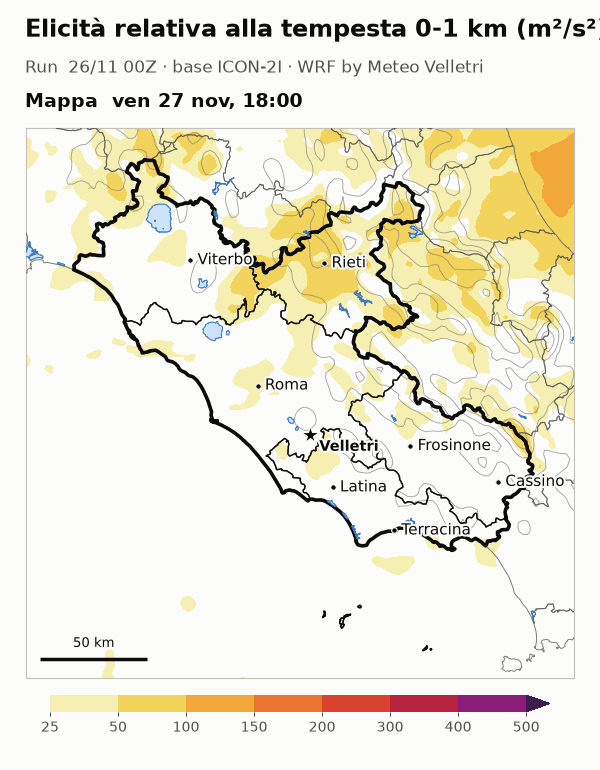 Elicità relativa alla tempesta 0-1 km (m²/s²)
Run 26/11 00Z · base ICON-2I · WRF by Meteo Velletri
Mappa ven 27 nov, 18:00
Viterbo
Rieti
Roma
Velletri
Frosinone
Latina
Cassino
Terracina
50 km
25 50 100 150 200 300 400 500